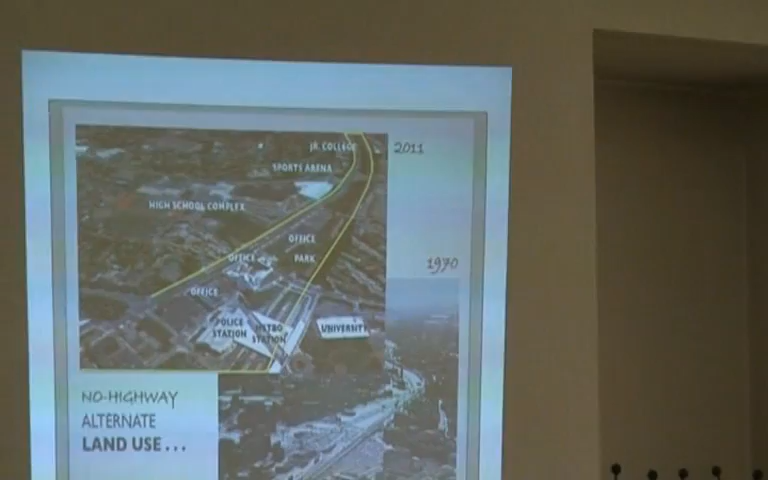 JR. COLLEGE
2011
SPORTS ARENA
HIGH SCHOOL COMPLEX
OFFICE
PARK
OFFICE
OFFICE
1970
POLICE
STATION
METRO
STATION
UNIVERSITY
NO-HIGHWAY
ALTERNATE
LAND USE...